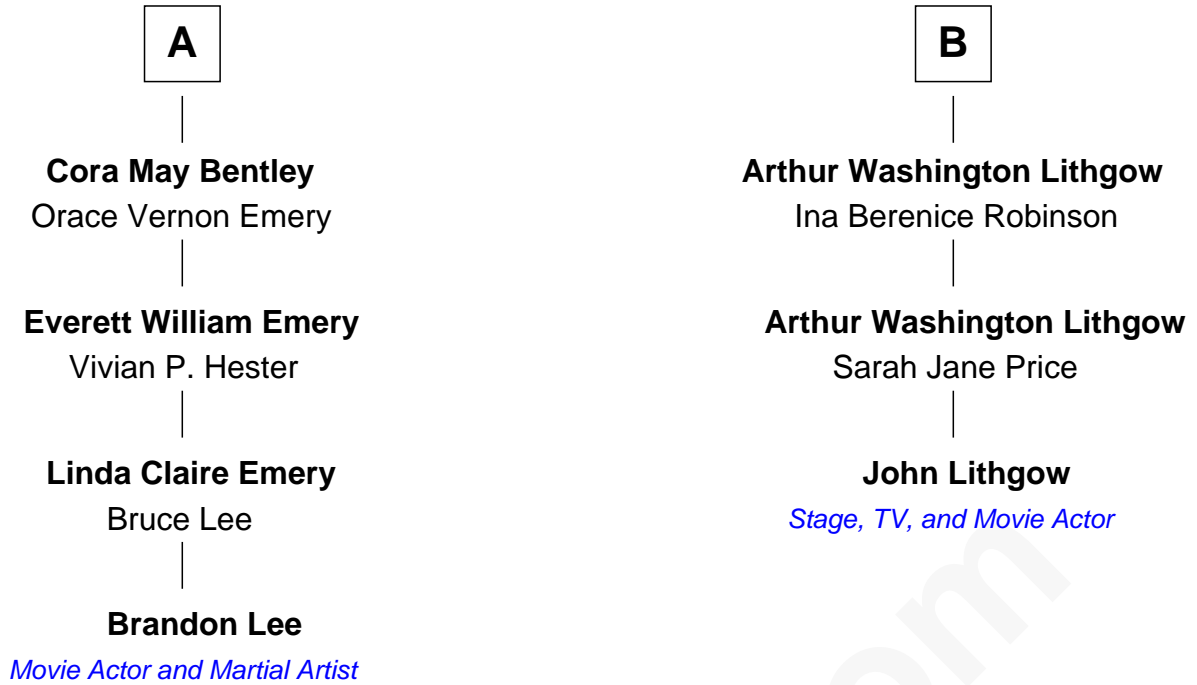 A
Cora May Bentley
Orace Vernon Emery
Everett William Emery
Vivian P. Hester
Linda Claire Emery
Bruce Lee
Brandon Lee
Movie Actor and Martial Artist
B
Arthur Washington Lithgow
Ina Berenice Robinson
Arthur Washington Lithgow
Sarah Jane Price
John Lithgow
Stage, TV, and Movie Actor
om